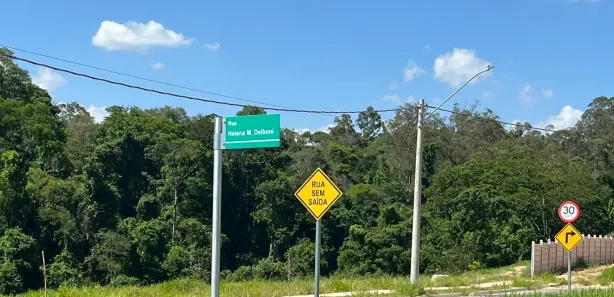 Rua
Helena M. Delboni
RUA
SEM
SAÍDA
30